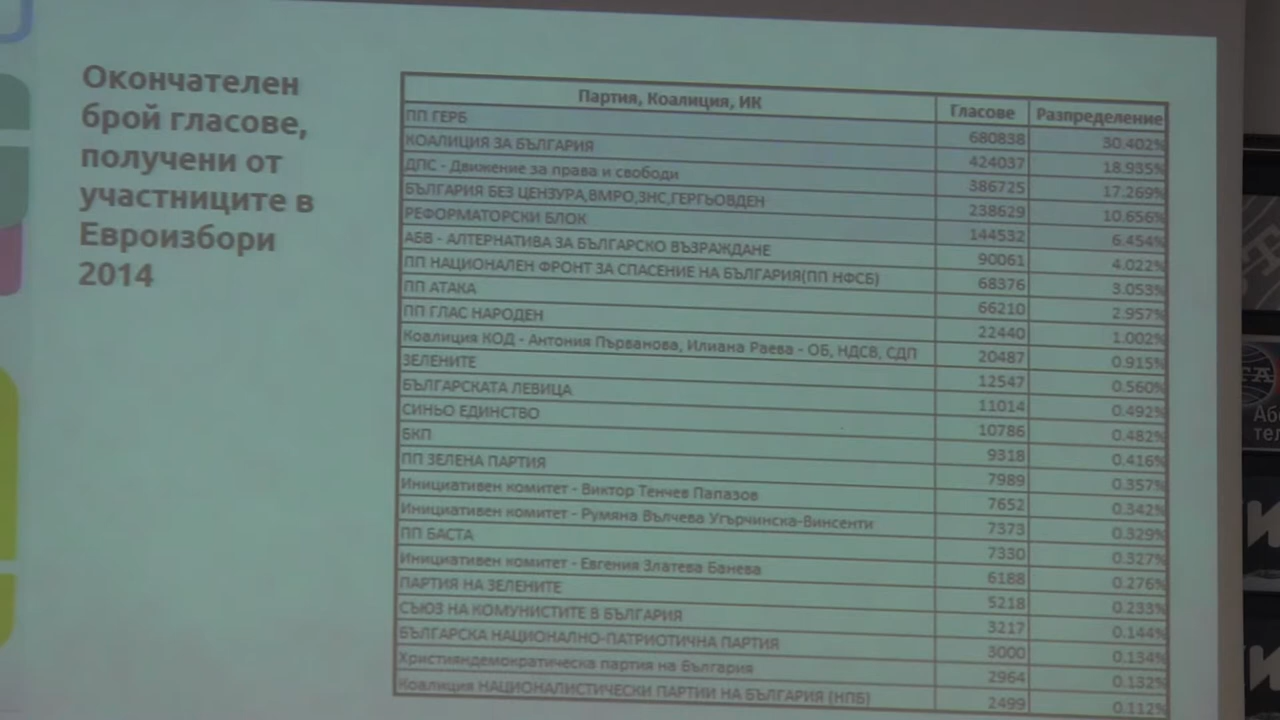 Окончателен
брой гласове,
получени от
участниците в
Евроизбори
2014
Партия, Коалиция, ИК Гласове Разпределение
ПП ГЕРБ 680838 30.402%
КОАЛИЦИЯ ЗА БЪЛГАРИЯ 424037 18.935%
ДПС - Движение за права и свободи 386725 17.269%
БЪЛГАРИЯ БЕЗ ЦЕНЗУРА,ВМРО,ЗНС,ГЕРГЬОВДЕН 238629 10.656%
РЕФОРМАТОРСКИ БЛОК 144532 6.454%
АБВ - АЛТЕРНАТИВА ЗА БЪЛГАРСКО ВЪЗРАЖДАНЕ 90061 4.022%
ПП НАЦИОНАЛЕН ФРОНТ ЗА СПАСЕНИЕ НА БЪЛГАРИЯ(ПП НФСБ) 68376 3.053%
ПП АТАКА 66210 2.957%
ПП ГЛАС НАРОДЕН 22440 1.002%
Коалиция КОД - Антония Първанова, Илиана Раева - ОБ, НДСВ, СДП 20487 0.915%
ЗЕЛЕНИТЕ 12547 0.560%
БЪЛГАРСКАТА ЛЕВИЦА 11014 0.492%
СИНЬО ЕДИНСТВО 10786 0.482%
БКП 9318 0.416%
ПП ЗЕЛЕНА ПАРТИЯ 7989 0.357%
Инициативен комитет - Виктор Тенчев Папазов 7652 0.342%
Инициативен комитет - Румяна Вълчева Угърчинска-Винсенти 7373 0.329%
ПП БАСТА 7330 0.327%
Инициативен комитет - Евгения Златева Банева 6188 0.276%
ПАРТИЯ НА ЗЕЛЕНИТЕ 5218 0.233%
СЪЮЗ НА КОМУНИСТИТЕ В БЪЛГАРИЯ 3217 0.144%
БЪЛГАРСКА НАЦИОНАЛНО-ПАТРИОТИЧНА ПАРТИЯ 3000 0.134%
Християндемократическа партия на българия 2964 0.132%
Коалиция НАЦИОНАЛИСТИЧЕСКИ ПАРТИИ НА БЪЛГАРИЯ (НПБ) 2499 0.112%